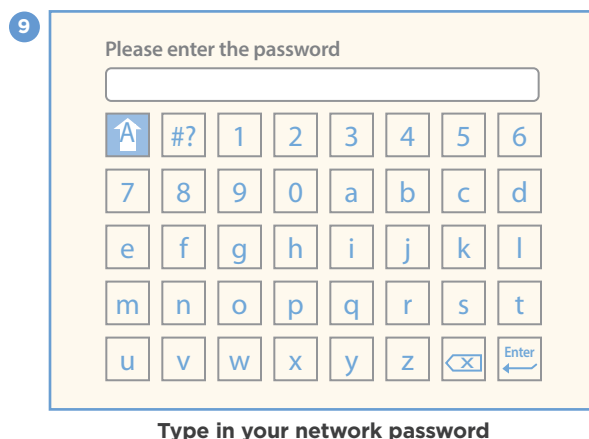 9
Please enter the password
A #? 1 2 3 4 5 6
7 8 9 0 a b c d
e f g h i j k l
m n o p q r s t
u v w x y z X Enter
Type in your network password